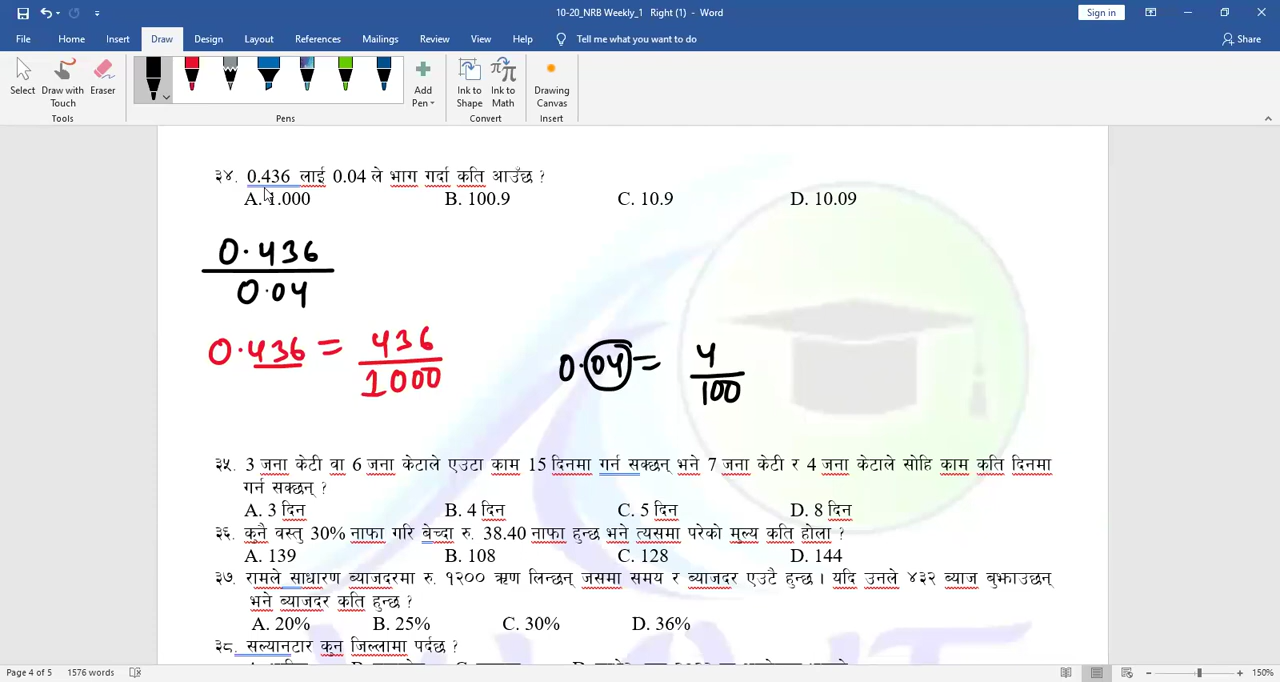 10-20_NRB Weekly_1 Right (1) - Word
Sign in
File Home Insert Draw Design Layout References Mailings Review View Help Tell me what you want to do
Share
Select Draw with Touch Eraser
Add Pen
Ink to Shape Ink to Math
Drawing Canvas
Tools Pens Convert Insert
३४. 0.436 लाई 0.04 ले भाग गर्दा कति आउँछ ?
A. 1.000 B. 100.9 C. 10.9 D. 10.09
0.436
0.04
0.436 = 436
1000
0.04 = 4
100
३५. 3 जना केटी वा 6 जना केटाले एउटा काम 15 दिनमा गर्न सक्छन् भने 7 जना केटी र 4 जना केटाले सोहि काम कति दिनमा
गर्न सक्छन् ?
A. 3 दिन B. 4 दिन C. 5 दिन D. 8 दिन
३६. कुनै वस्तु 30% नाफा गरि बेच्दा रु. 38.40 नाफा हुन्छ भने त्यसमा परेको मुल्य कति होला ?
A. 139 B. 108 C. 128 D. 144
३७. रामले साधारण ब्याजदरमा रु. १२०० ऋण लिन्छन् जसमा समय र ब्याजदर एउटै हुन्छ । यदि उनले ४३२ ब्याज बुझाउछन्
भने ब्याजदर कति हुन्छ ?
A. 20% B. 25% C. 30% D. 36%
३८. सल्यानटार कुन जिल्लामा पर्दछ ?
Page 4 of 5 1576 words 150%